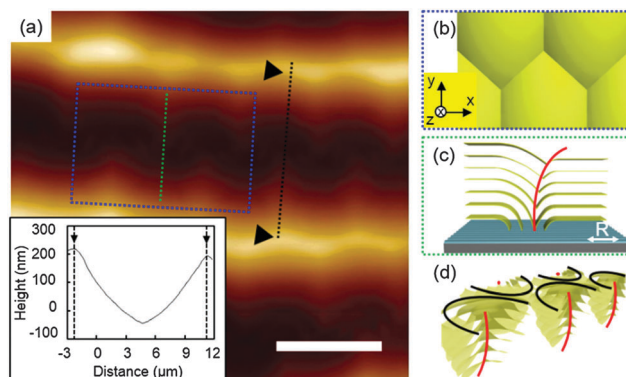 (a)
(b)
y
z
x
(c)
R
(d)
Height (nm)
300
200
100
0
-100
-3 0 3 6 9 12
Distance (μm)